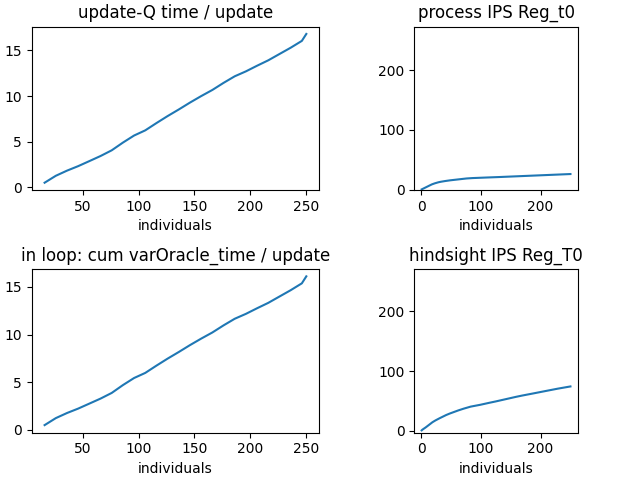 update-Q time / update
15
10
5
0
50 100 150 200 250
individuals
process IPS Reg_t0
200
100
0
0 100 200
individuals
in loop: cum varOracle_time / update
15
10
5
0
50 100 150 200 250
individuals
hindsight IPS Reg_T0
200
100
0
0 100 200
individuals